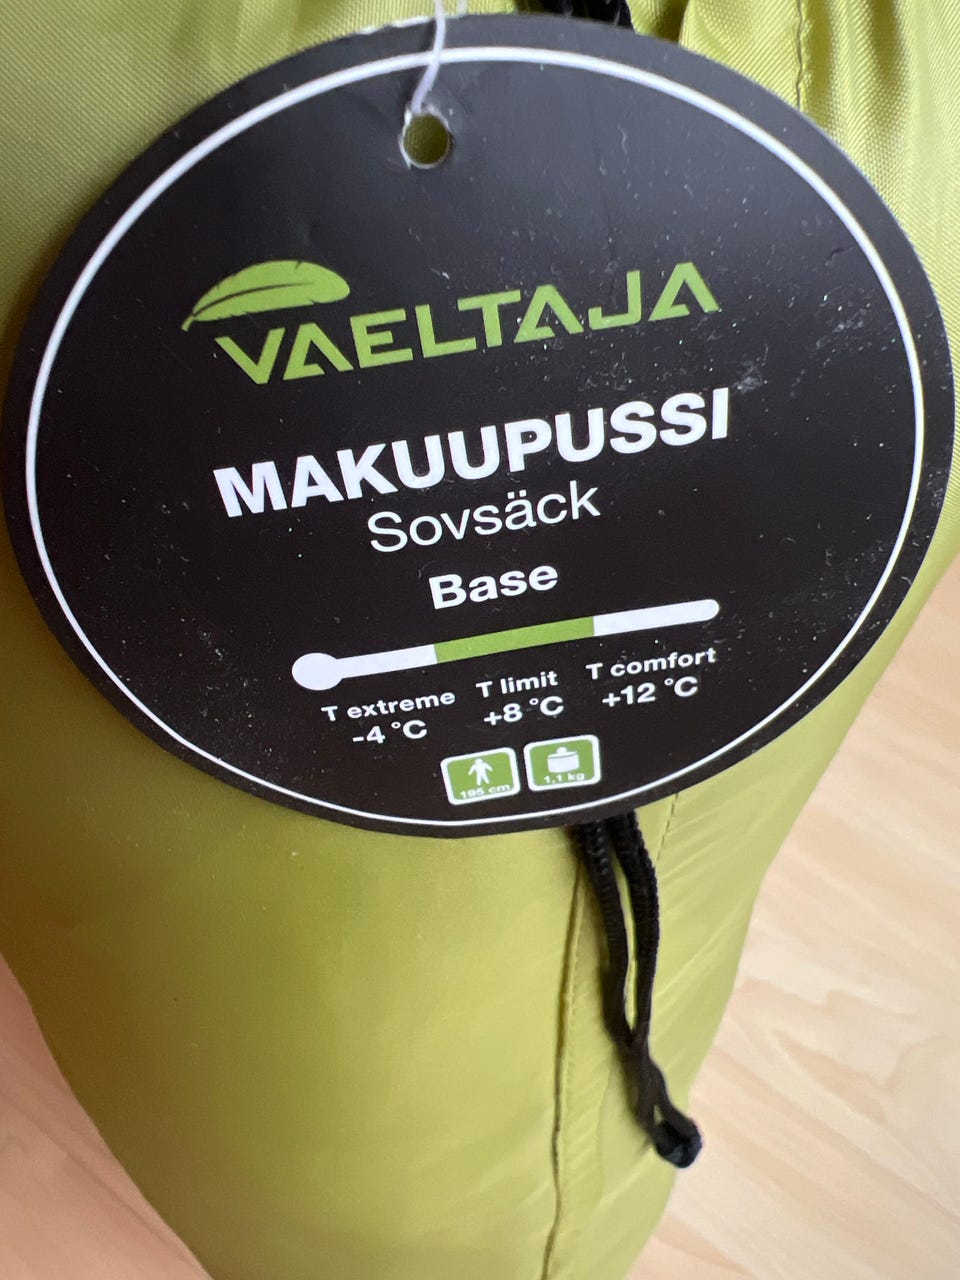 VAELTAJA
MAKUUPUSSI
Sovsäck
Base
T extreme T limit T comfort
-4 °C +8 °C +12 °C
195 cm 1,1 kg